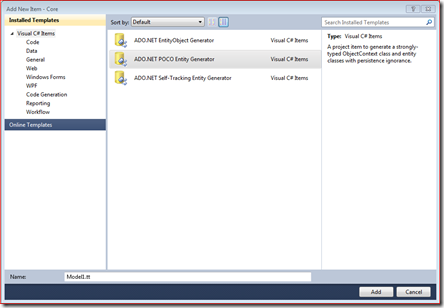 Add New Item - Core
Installed Templates
Visual C# Items
Code
Data
General
Web
Windows Forms
WPF
Code Generation
Reporting
Workflow
Online Templates
Sort by: Default
ADO.NET EntityObject Generator Visual C# Items
ADO.NET POCO Entity Generator Visual C# Items
ADO.NET Self-Tracking Entity Generator Visual C# Items
Search Installed Templates
Type: Visual C# Items
A project item to generate a strongly-
typed ObjectContext class and entity
classes with persistence ignorance.
Name: Model1.tt
Add Cancel